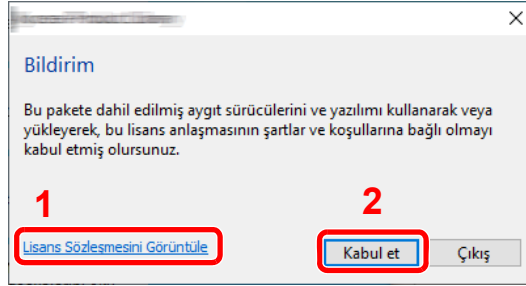 Bildirim
Bu pakete dahil edilmiş aygıt sürücülerini ve yazılımı kullanarak veya
yükleyerek, bu lisans anlaşmasının şartlar ve koşullarına bağlı olmayı
kabul etmiş olursunuz.
1
2
Lisans Sözleşmesini Görüntüle
Kabul et
Çıkış